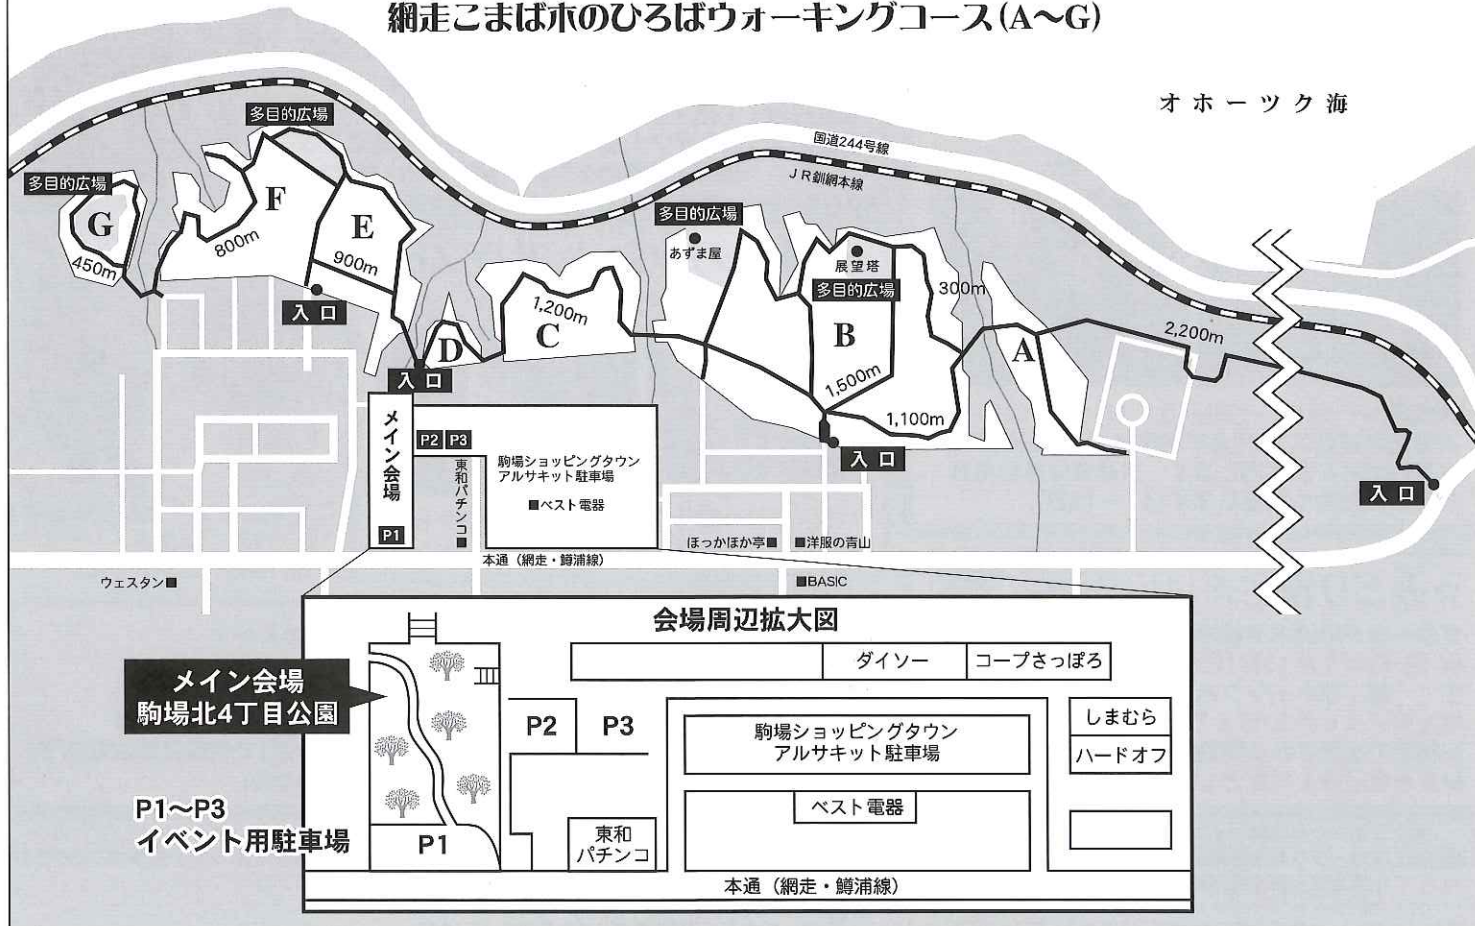 網走こまば木のひろばウォーキングコース(A〜G)
オホーツク海
国道244号線
JR釧網本線
多目的広場
多目的広場
F
G
E
800m
450m
900m
入口
多目的広場
あずま屋
展望塔
多目的広場
300m
1,200m
C
D
B
A
2,200m
1,500m
1,100m
入口
入口
入口
メイン会場
P1
P2
P3
東和パチンコ■
駒場ショッピングタウン
アルサキット駐車場
■ベスト電器
ほっかほか亭■
■洋服の青山
本通(網走・鱒浦線)
ウェスタン■
■BASIC
会場周辺拡大図
メイン会場
駒場北4丁目公園
P1〜P3
イベント用駐車場
ダイソー
コープさっぽろ
P2
P3
駒場ショッピングタウン
アルサキット駐車場
しまむら
ハードオフ
ベスト電器
P1
東和
パチンコ
本通(網走・鱒浦線)